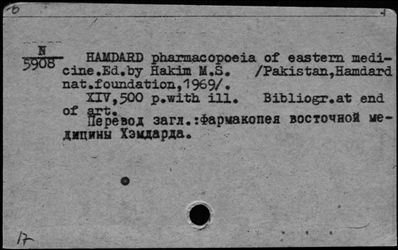 N
5908
HAMDARD pharmacopoeia of eastern medi-
cine.Ed.by Hakim M.S. /Pakistan,Hamdard
nat.foundation,1969/.
XIV,500 p.with ill. Bibliogr.at end
of art.
Перевод загл.:Фармакопея восточной ме-
дицины Хэмдарда.
17